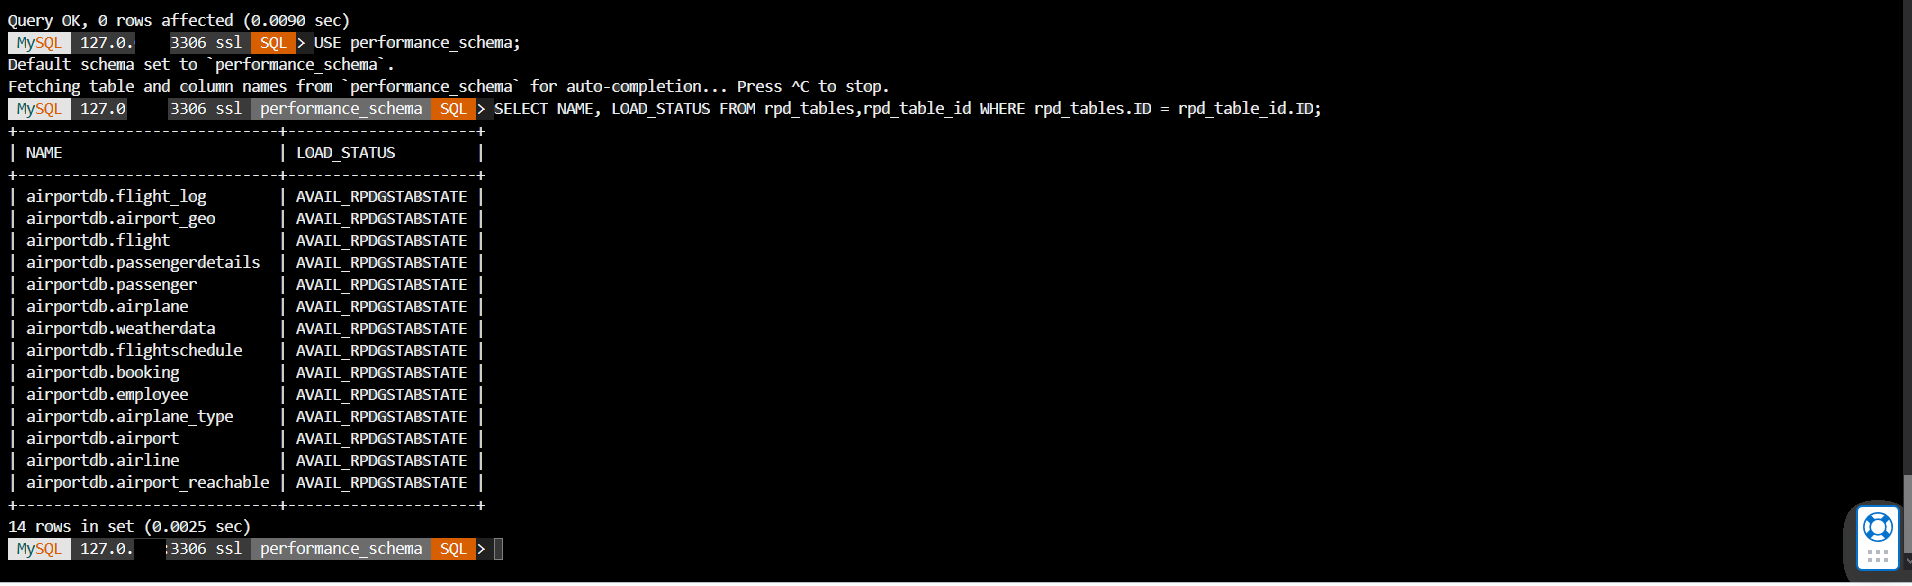 Query OK, 0 rows affected (0.0090 sec)
MySQL 127.0. 3306 ssl SQL > USE performance_schema;
Default schema set to `performance_schema`.
Fetching table and column names from `performance_schema` for auto-completion... Press ^C to stop.
MySQL 127.0 3306 ssl performance_schema SQL > SELECT NAME, LOAD_STATUS FROM rpd_tables,rpd_table_id WHERE rpd_tables.ID = rpd_table_id.ID;
+-----------------------------+---------------------+
| NAME | LOAD_STATUS |
+-----------------------------+---------------------+
| airportdb.flight_log | AVAIL_RPDGSTABSTATE |
| airportdb.airport_geo | AVAIL_RPDGSTABSTATE |
| airportdb.flight | AVAIL_RPDGSTABSTATE |
| airportdb.passengerdetails | AVAIL_RPDGSTABSTATE |
| airportdb.passenger | AVAIL_RPDGSTABSTATE |
| airportdb.airplane | AVAIL_RPDGSTABSTATE |
| airportdb.weatherdata | AVAIL_RPDGSTABSTATE |
| airportdb.flightschedule | AVAIL_RPDGSTABSTATE |
| airportdb.booking | AVAIL_RPDGSTABSTATE |
| airportdb.employee | AVAIL_RPDGSTABSTATE |
| airportdb.airplane_type | AVAIL_RPDGSTABSTATE |
| airportdb.airport | AVAIL_RPDGSTABSTATE |
| airportdb.airline | AVAIL_RPDGSTABSTATE |
| airportdb.airport_reachable | AVAIL_RPDGSTABSTATE |
+-----------------------------+---------------------+
14 rows in set (0.0025 sec)
MySQL 127.0. :3306 ssl performance_schema SQL >